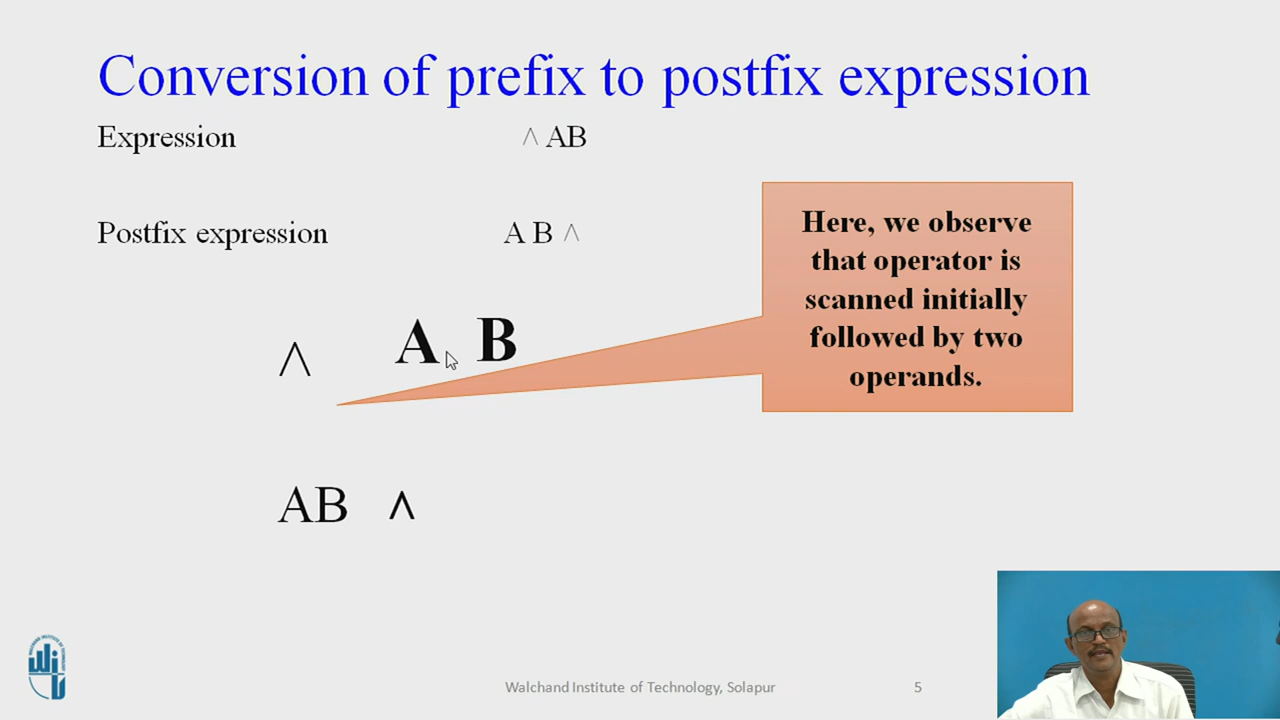 Conversion of prefix to postfix expression
Expression ^ AB
Postfix expression A B ^
Here, we observe
that operator is
scanned initially
followed by two
operands.
^ A B
AB ^
Walchand Institute of Technology, Solapur 5